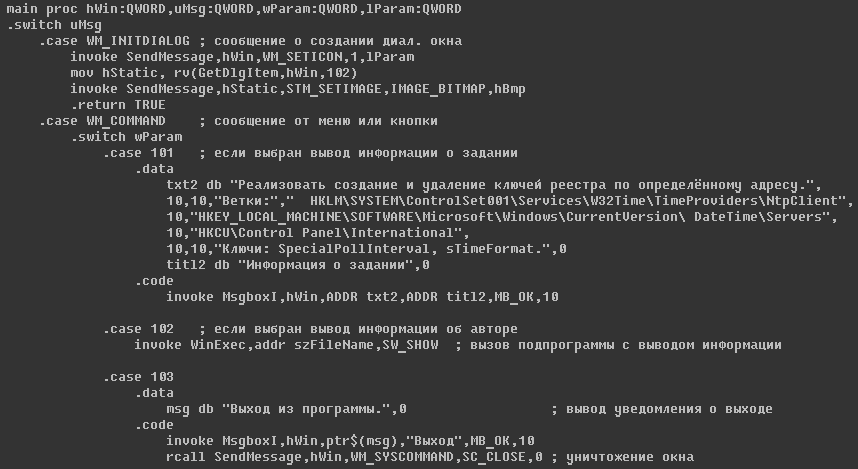 main proc hWin:QWORD,uMsg:QWORD,wParam:QWORD,lParam:QWORD
.switch uMsg
.case WM_INITDIALOG ; сообщение о создании диал. окна
invoke SendMessage,hWin,WM_SETICON,1,lParam
mov hStatic, rv(GetDlgItem,hWin,102)
invoke SendMessage,hStatic,STM_SETIMAGE,IMAGE_BITMAP,hBmp
.return TRUE
.case WM_COMMAND ; сообщение от меню или кнопки
.switch wParam
.case 101 ; если выбран вывод информации о задании
.data
txt2 db "Реализовать создание и удаление ключей реестра по определённому адресу.",
10,10,"Ветки:"," HKLM\SYSTEM\ControlSet001\Services\W32Time\TimeProviders\NtpClient",
10,"HKEY_LOCAL_MACHINE\SOFTWARE\Microsoft\Windows\CurrentVersion\ DateTime\Servers",
10,"HKCU\Control Panel\International",
10,10,"Ключи: SpecialPollInterval, sTimeFormat.",0
titl2 db "Информация о задании",0
.code
invoke MsgboxI,hWin,ADDR txt2,ADDR titl2,MB_OK,10
.case 102 ; если выбран вывод информации об авторе
invoke WinExec,addr szFileName,SW_SHOW ; вызов подпрограммы с выводом информации
.case 103
.data
msg db "Выход из программы.",0 ; вывод уведомления о выходе
.code
invoke MsgboxI,hWin,ptr$(msg),"Выход",MB_OK,10
rcall SendMessage,hWin,WM_SYSCOMMAND,SC_CLOSE,0 ; уничтожение окна